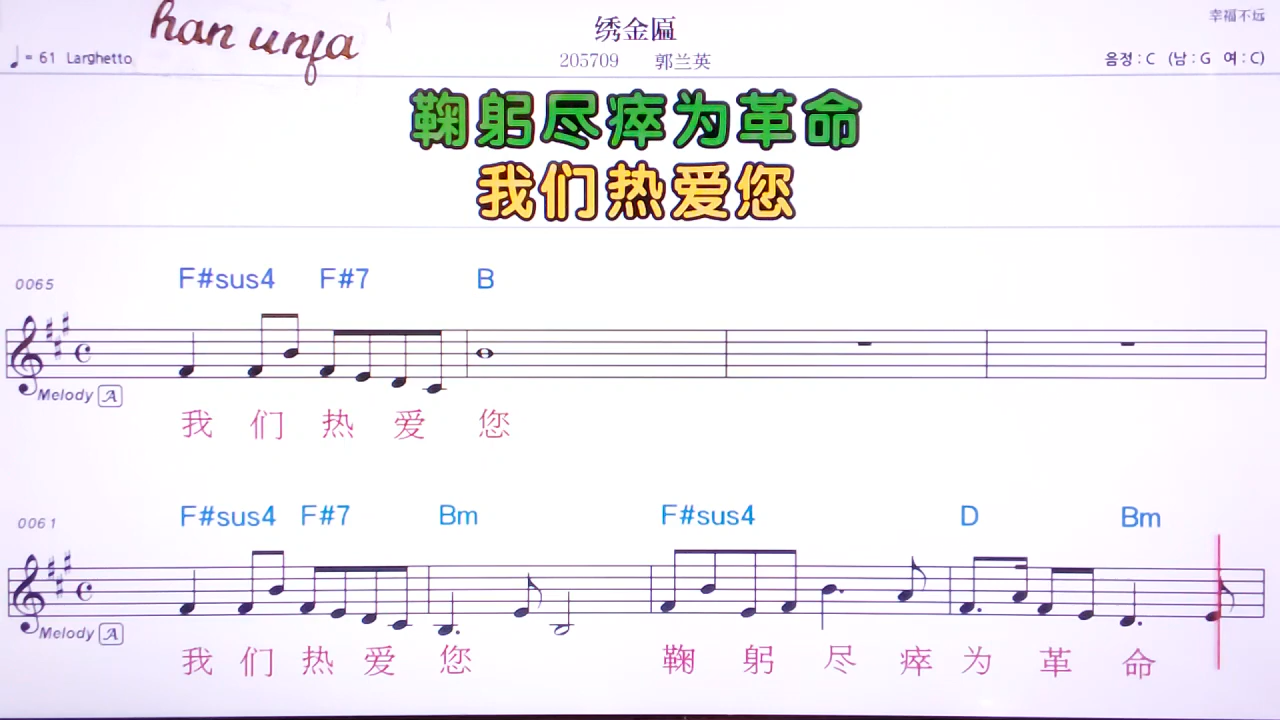 han unfa
绣金匾
幸福不远
♩= 61 Larghetto
205709 郭兰英
음정 : C (남 : G 여 : C)
鞠躬尽瘁为革命
我们热爱您
0065
F#sus4 F#7 B
Melody A
我 们 热 爱 您
0061
F#sus4 F#7 Bm F#sus4 D Bm
Melody A
我 们 热 爱 您 鞠 躬 尽 瘁 为 革 命